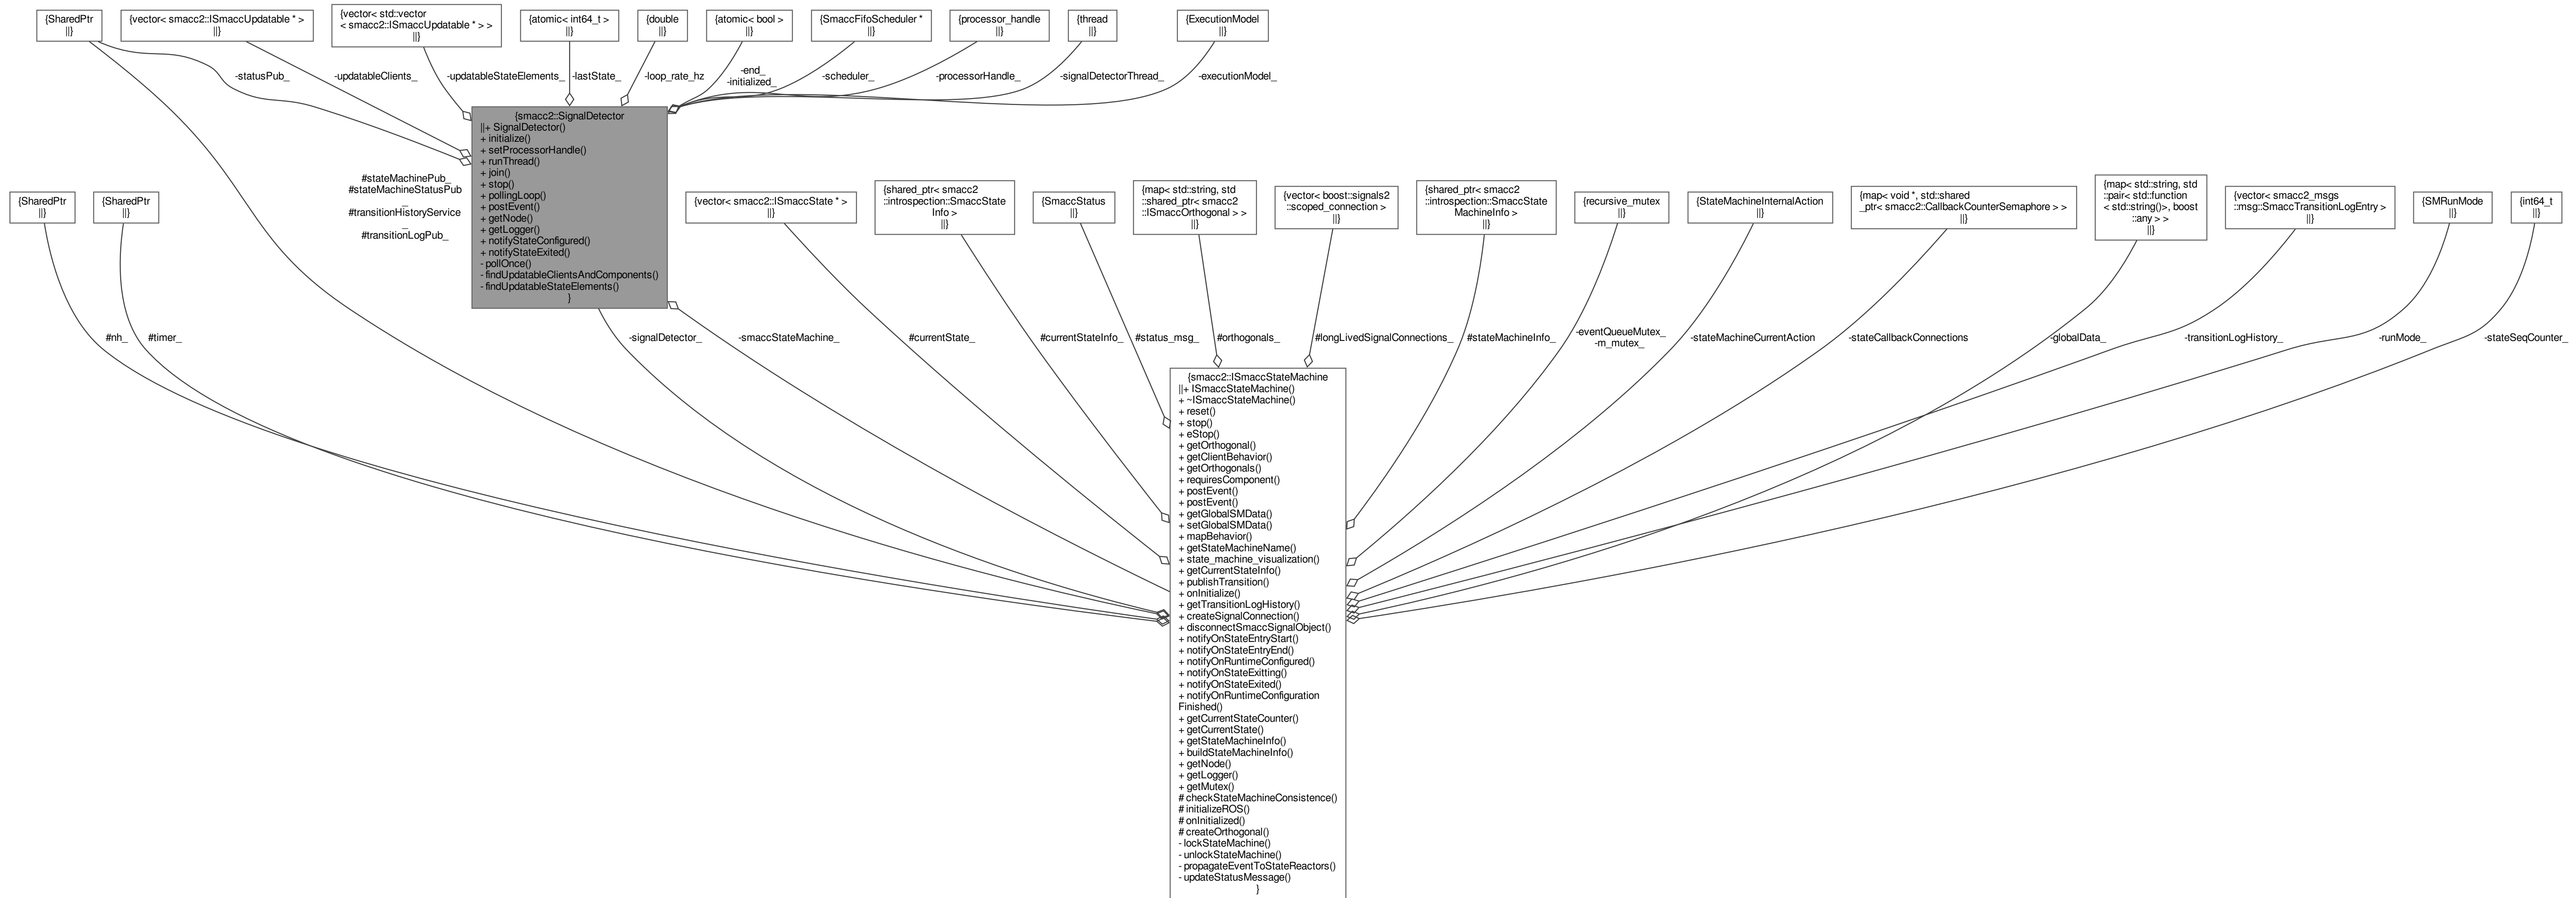 {SharedPtr
||}
{vector< smacc2::ISmaccUpdatable * >
||}
{vector< std::vector
< smacc2::ISmaccUpdatable * > >
||}
{atomic< int64_t >
||}
{double
||}
{atomic< bool >
||}
{SmaccFifoScheduler *
||}
{processor_handle
||}
{thread
||}
{ExecutionModel
||}
-statusPub_
-updatableClients_
-updatableStateElements_
-lastState_
-loop_rate_hz
-end_
-initialized_
-scheduler_
-processorHandle_
-signalDetectorThread_
-executionModel_
{smacc2::SignalDetector
||+ SignalDetector()
+ initialize()
+ setProcessorHandle()
+ runThread()
+ join()
+ stop()
+ pollingLoop()
+ postEvent()
+ getNode()
+ getLogger()
+ notifyStateConfigured()
+ notifyStateExited()
- pollOnce()
- findUpdatableClientsAndComponents()
- findUpdatableStateElements()
}
#stateMachinePub_
#stateMachineStatusPub
_
#transitionHistoryService
_
#transitionLogPub_
{SharedPtr
||}
{SharedPtr
||}
{vector< smacc2::ISmaccState * >
||}
{shared_ptr< smacc2
::introspection::SmaccState
Info >
||}
{SmaccStatus
||}
{map< std::string, std
::shared_ptr< smacc2
::ISmaccOrthogonal > >
||}
{vector< boost::signals2
::scoped_connection >
||}
{shared_ptr< smacc2
::introspection::SmaccState
MachineInfo >
||}
{recursive_mutex
||}
{StateMachineInternalAction
||}
{map< void *, std::shared
_ptr< smacc2::CallbackCounterSemaphore > >
||}
{map< std::string, std
::pair< std::function
< std::string()>, boost
::any > >
||}
{vector< smacc2_msgs
::msg::SmaccTransitionLogEntry >
||}
{SMRunMode
||}
{int64_t
||}
#nh_
#timer_
-signalDetector_
-smaccStateMachine_
#currentState_
#currentStateInfo_
#status_msg_
#orthogonals_
#longLivedSignalConnections_
#stateMachineInfo_
-eventQueueMutex_
-m_mutex_
-stateMachineCurrentAction
-stateCallbackConnections
-globalData_
-transitionLogHistory_
-runMode_
-stateSeqCounter_
{smacc2::ISmaccStateMachine
||+ ISmaccStateMachine()
+ ~ISmaccStateMachine()
+ reset()
+ stop()
+ eStop()
+ getOrthogonal()
+ getClientBehavior()
+ getOrthogonals()
+ requiresComponent()
+ postEvent()
+ postEvent()
+ getGlobalSMData()
+ setGlobalSMData()
+ mapBehavior()
+ getStateMachineName()
+ state_machine_visualization()
+ getCurrentStateInfo()
+ publishTransition()
+ onInitialize()
+ getTransitionLogHistory()
+ createSignalConnection()
+ disconnectSmaccSignalObject()
+ notifyOnStateEntryStart()
+ notifyOnStateEntryEnd()
+ notifyOnRuntimeConfigured()
+ notifyOnStateExitting()
+ notifyOnStateExited()
+ notifyOnRuntimeConfiguration
Finished()
+ getCurrentStateCounter()
+ getCurrentState()
+ getStateMachineInfo()
+ buildStateMachineInfo()
+ getNode()
+ getLogger()
+ getMutex()
# checkStateMachineConsistence()
# initializeROS()
# onInitialized()
# createOrthogonal()
- lockStateMachine()
- unlockStateMachine()
- propagateEventToStateReactors()
- updateStatusMessage()
}